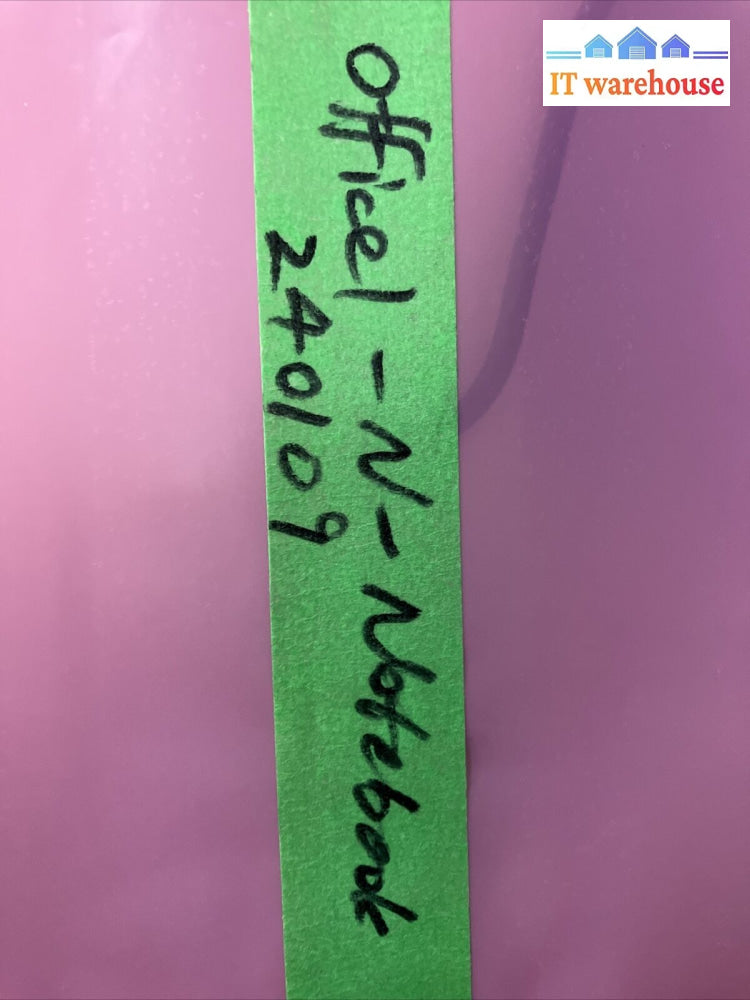 IT warehouse
Office1 - N - Notebook
240109